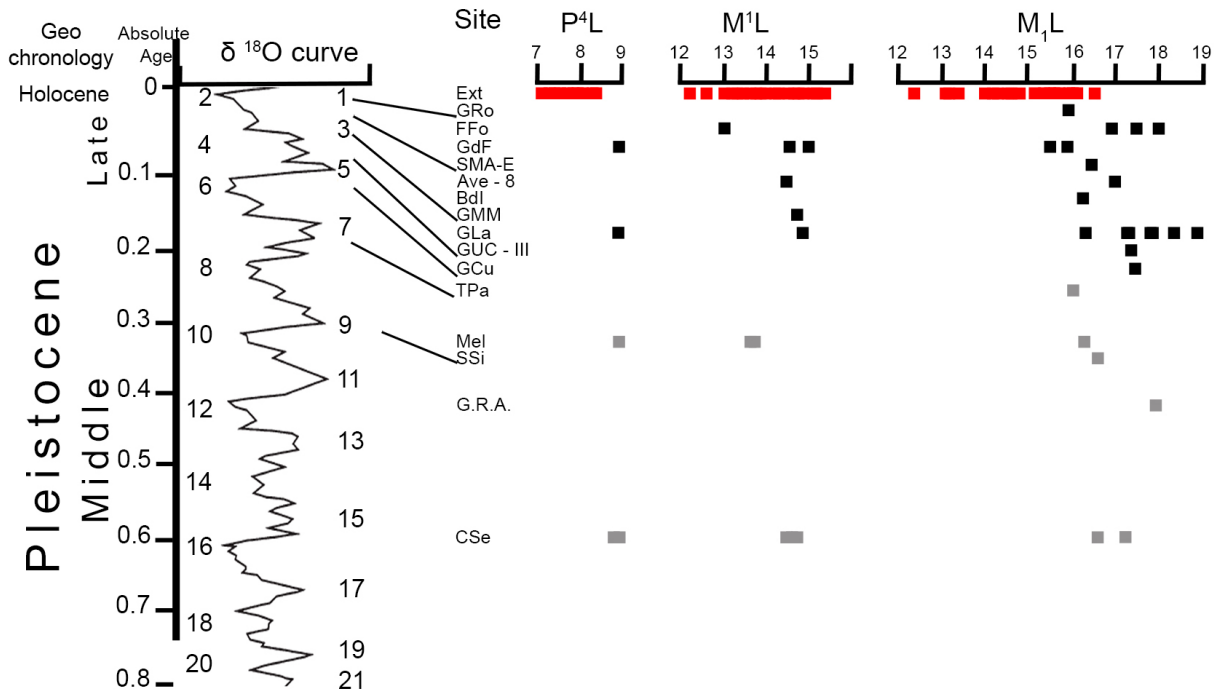 Geo chronology
Absolute Age
δ ¹⁸O curve
Site
P⁴L
M¹L
M₁L
7 8 9
12 13 14 15
12 13 14 15 16 17 18 19
0
Holocene
2
1
Ext
GRo
3
FFo
Late
4
GdF
5
SMA-E
0.1
6
Ave - 8
BdI
7
GMM
GLa
0.2
GUC - III
8
GCu
TPa
Pleistocene
Middle
0.3
9
10
Mel
SSi
11
0.4
12
G.R.A.
13
0.5
14
15
0.6
16
CSe
17
0.7
18
19
20
0.8
21